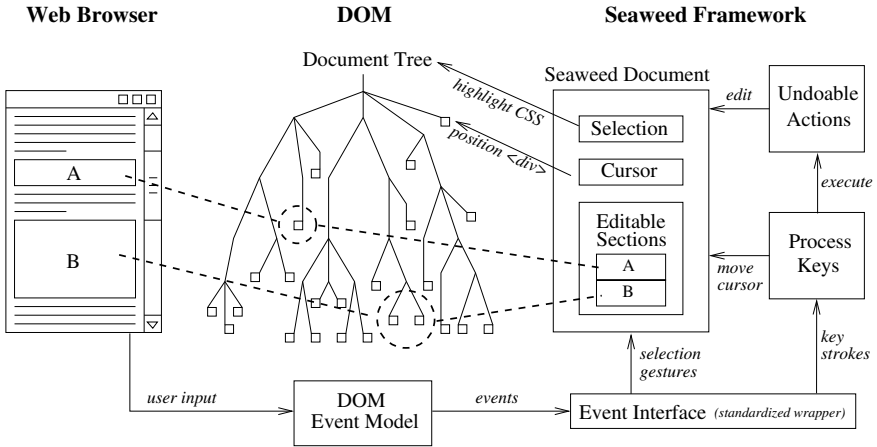 Web Browser
DOM
Seaweed Framework
Document Tree
Seaweed Document
highlight CSS
position <div>
Selection
Cursor
edit
Undoable
Actions
execute
A
B
Editable
Sections
A
B
move
cursor
Process
Keys
selection
gestures
key
strokes
user input
DOM
Event Model
events
Event Interface (standardized wrapper)